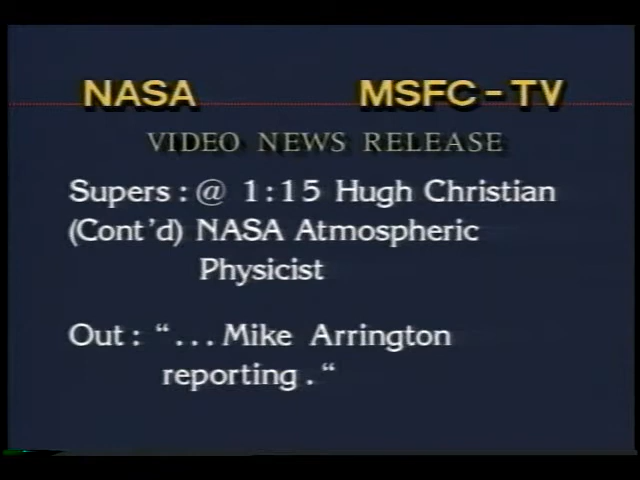 NASA MSFC-TV
VIDEO NEWS RELEASE
Supers: @ 1:15 Hugh Christian
(Cont'd) NASA Atmospheric
Physicist
Out: “...Mike Arrington
reporting.“